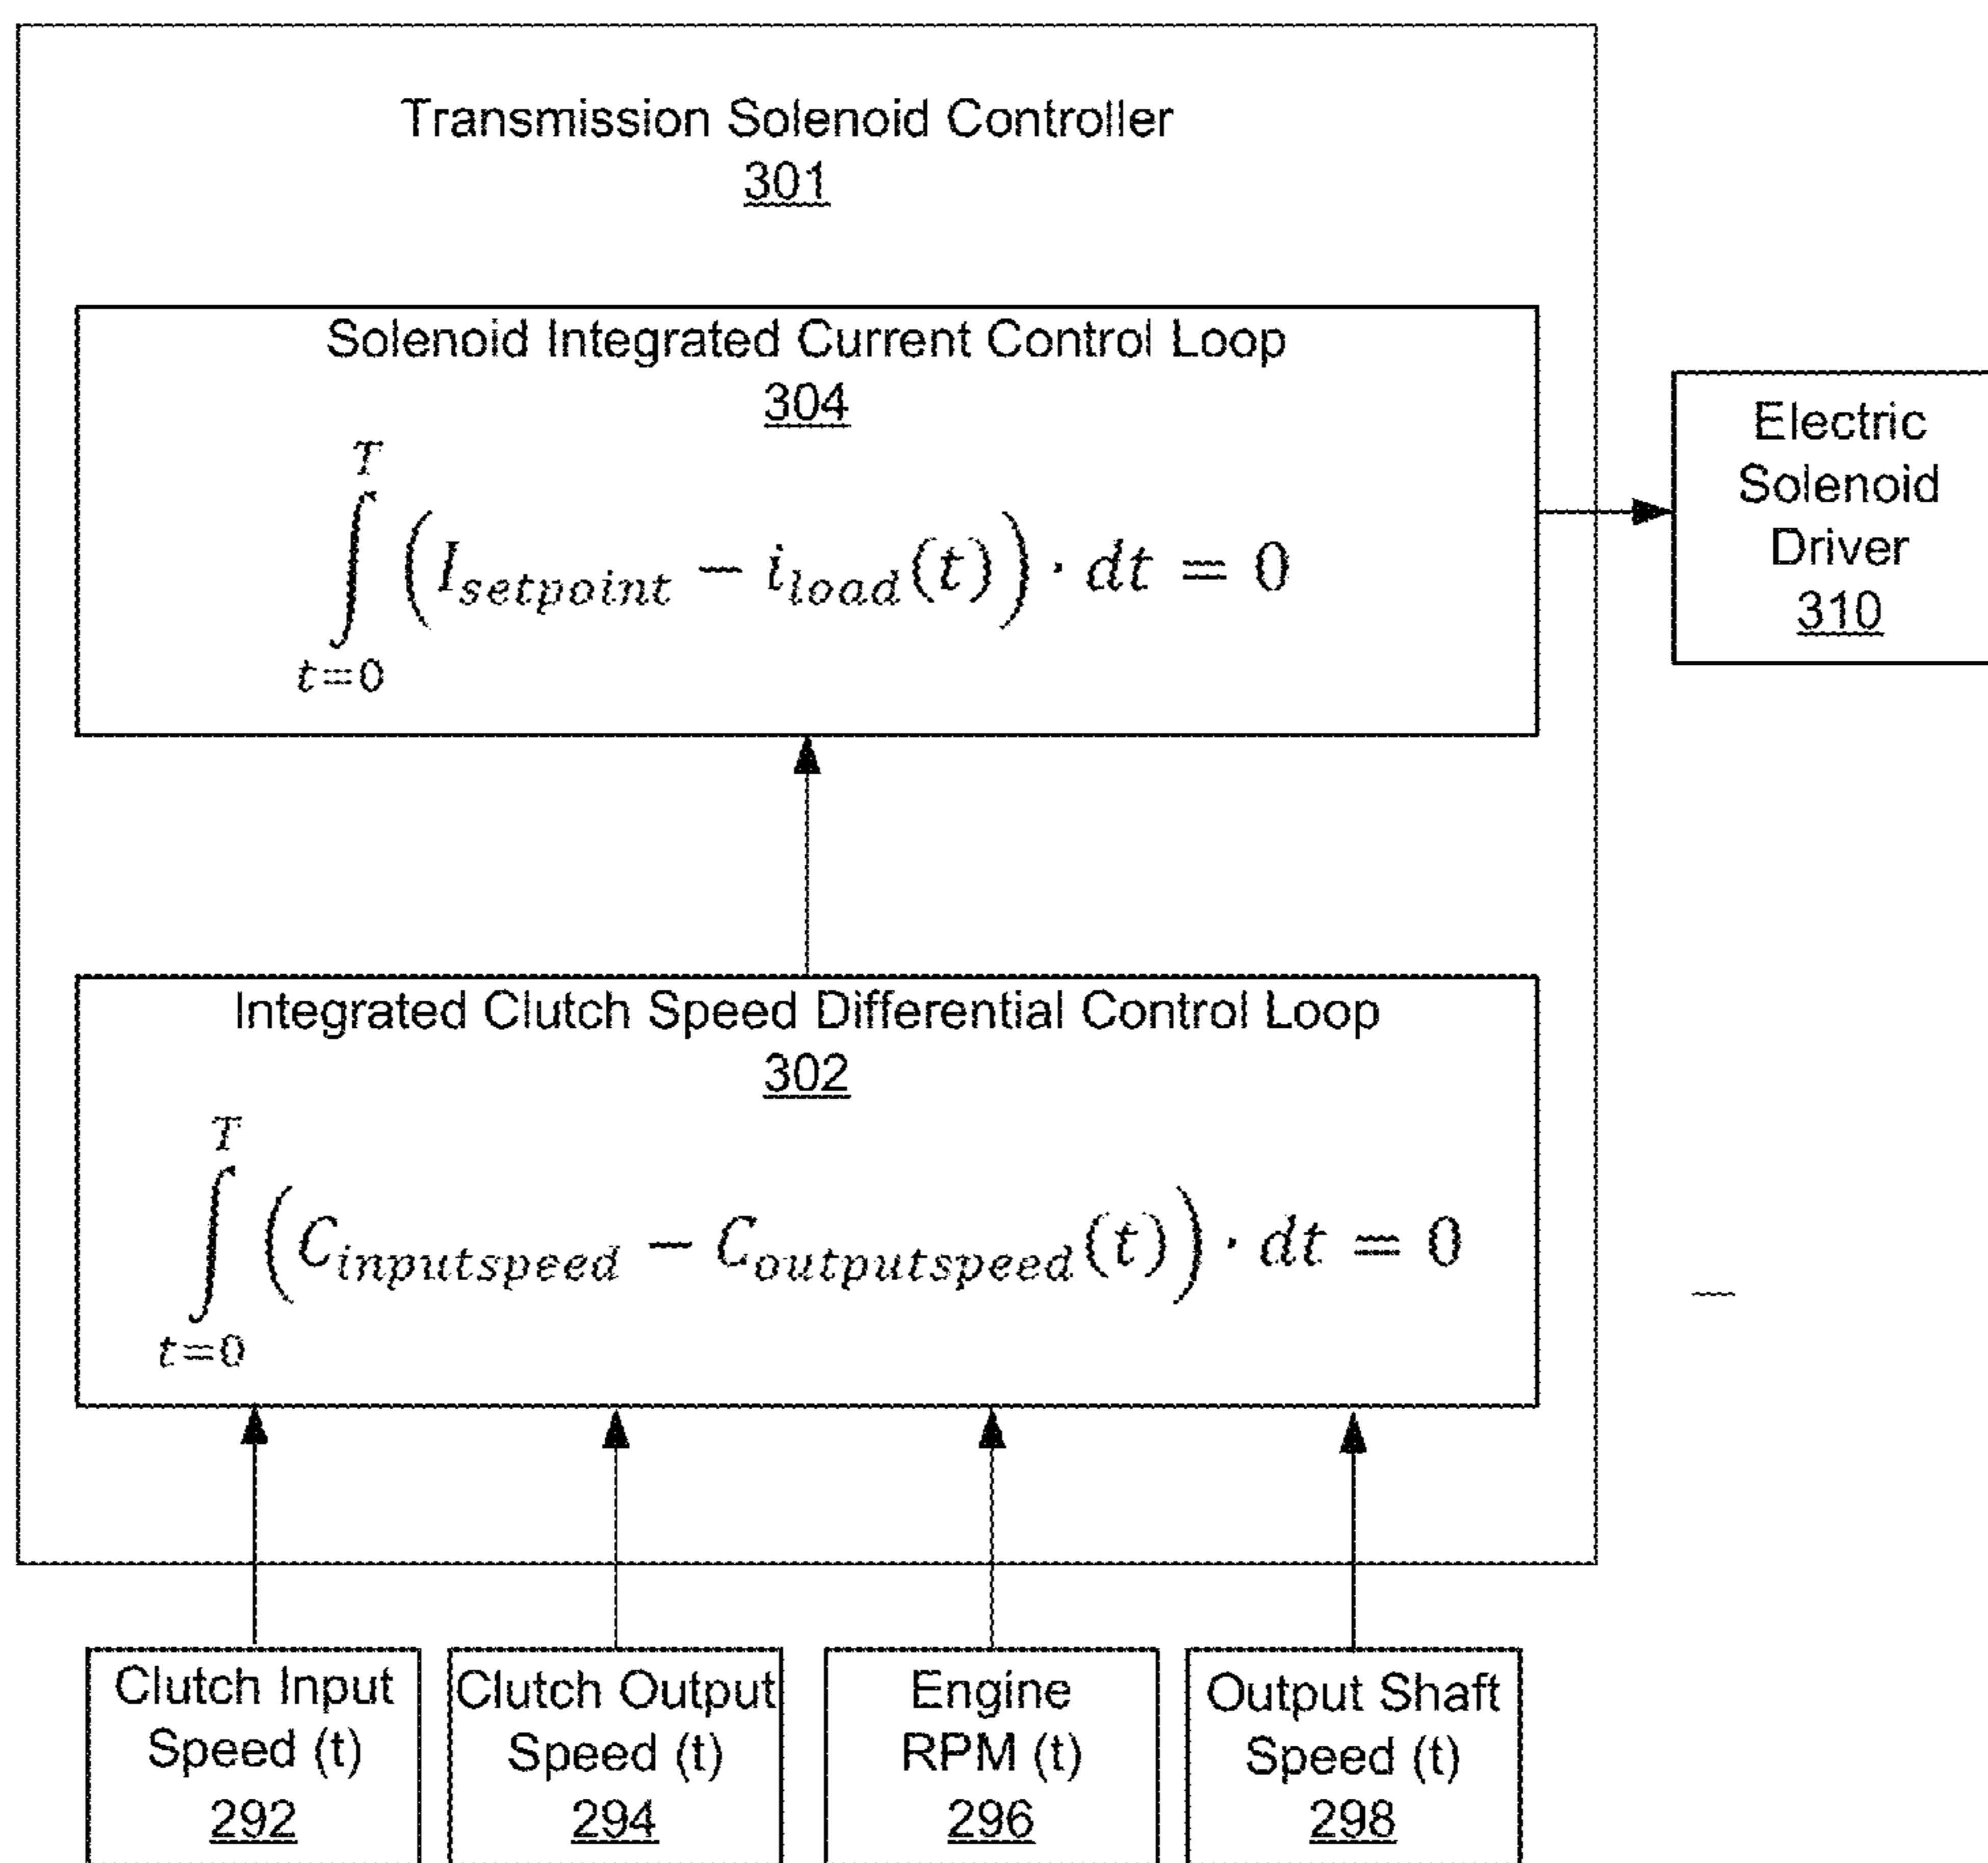 Transmission Solenoid Controller
301
Solenoid Integrated Current Control Loop
304
T
∫ (I_setpoint − i_load(t)) · dt = 0
t=0
Electric
Solenoid
Driver
310
Integrated Clutch Speed Differential Control Loop
302
T
∫ (C_inputspeed − C_outputspeed(t)) · dt = 0
t=0
Clutch Input
Speed (t)
292
Clutch Output
Speed (t)
294
Engine
RPM (t)
296
Output Shaft
Speed (t)
298